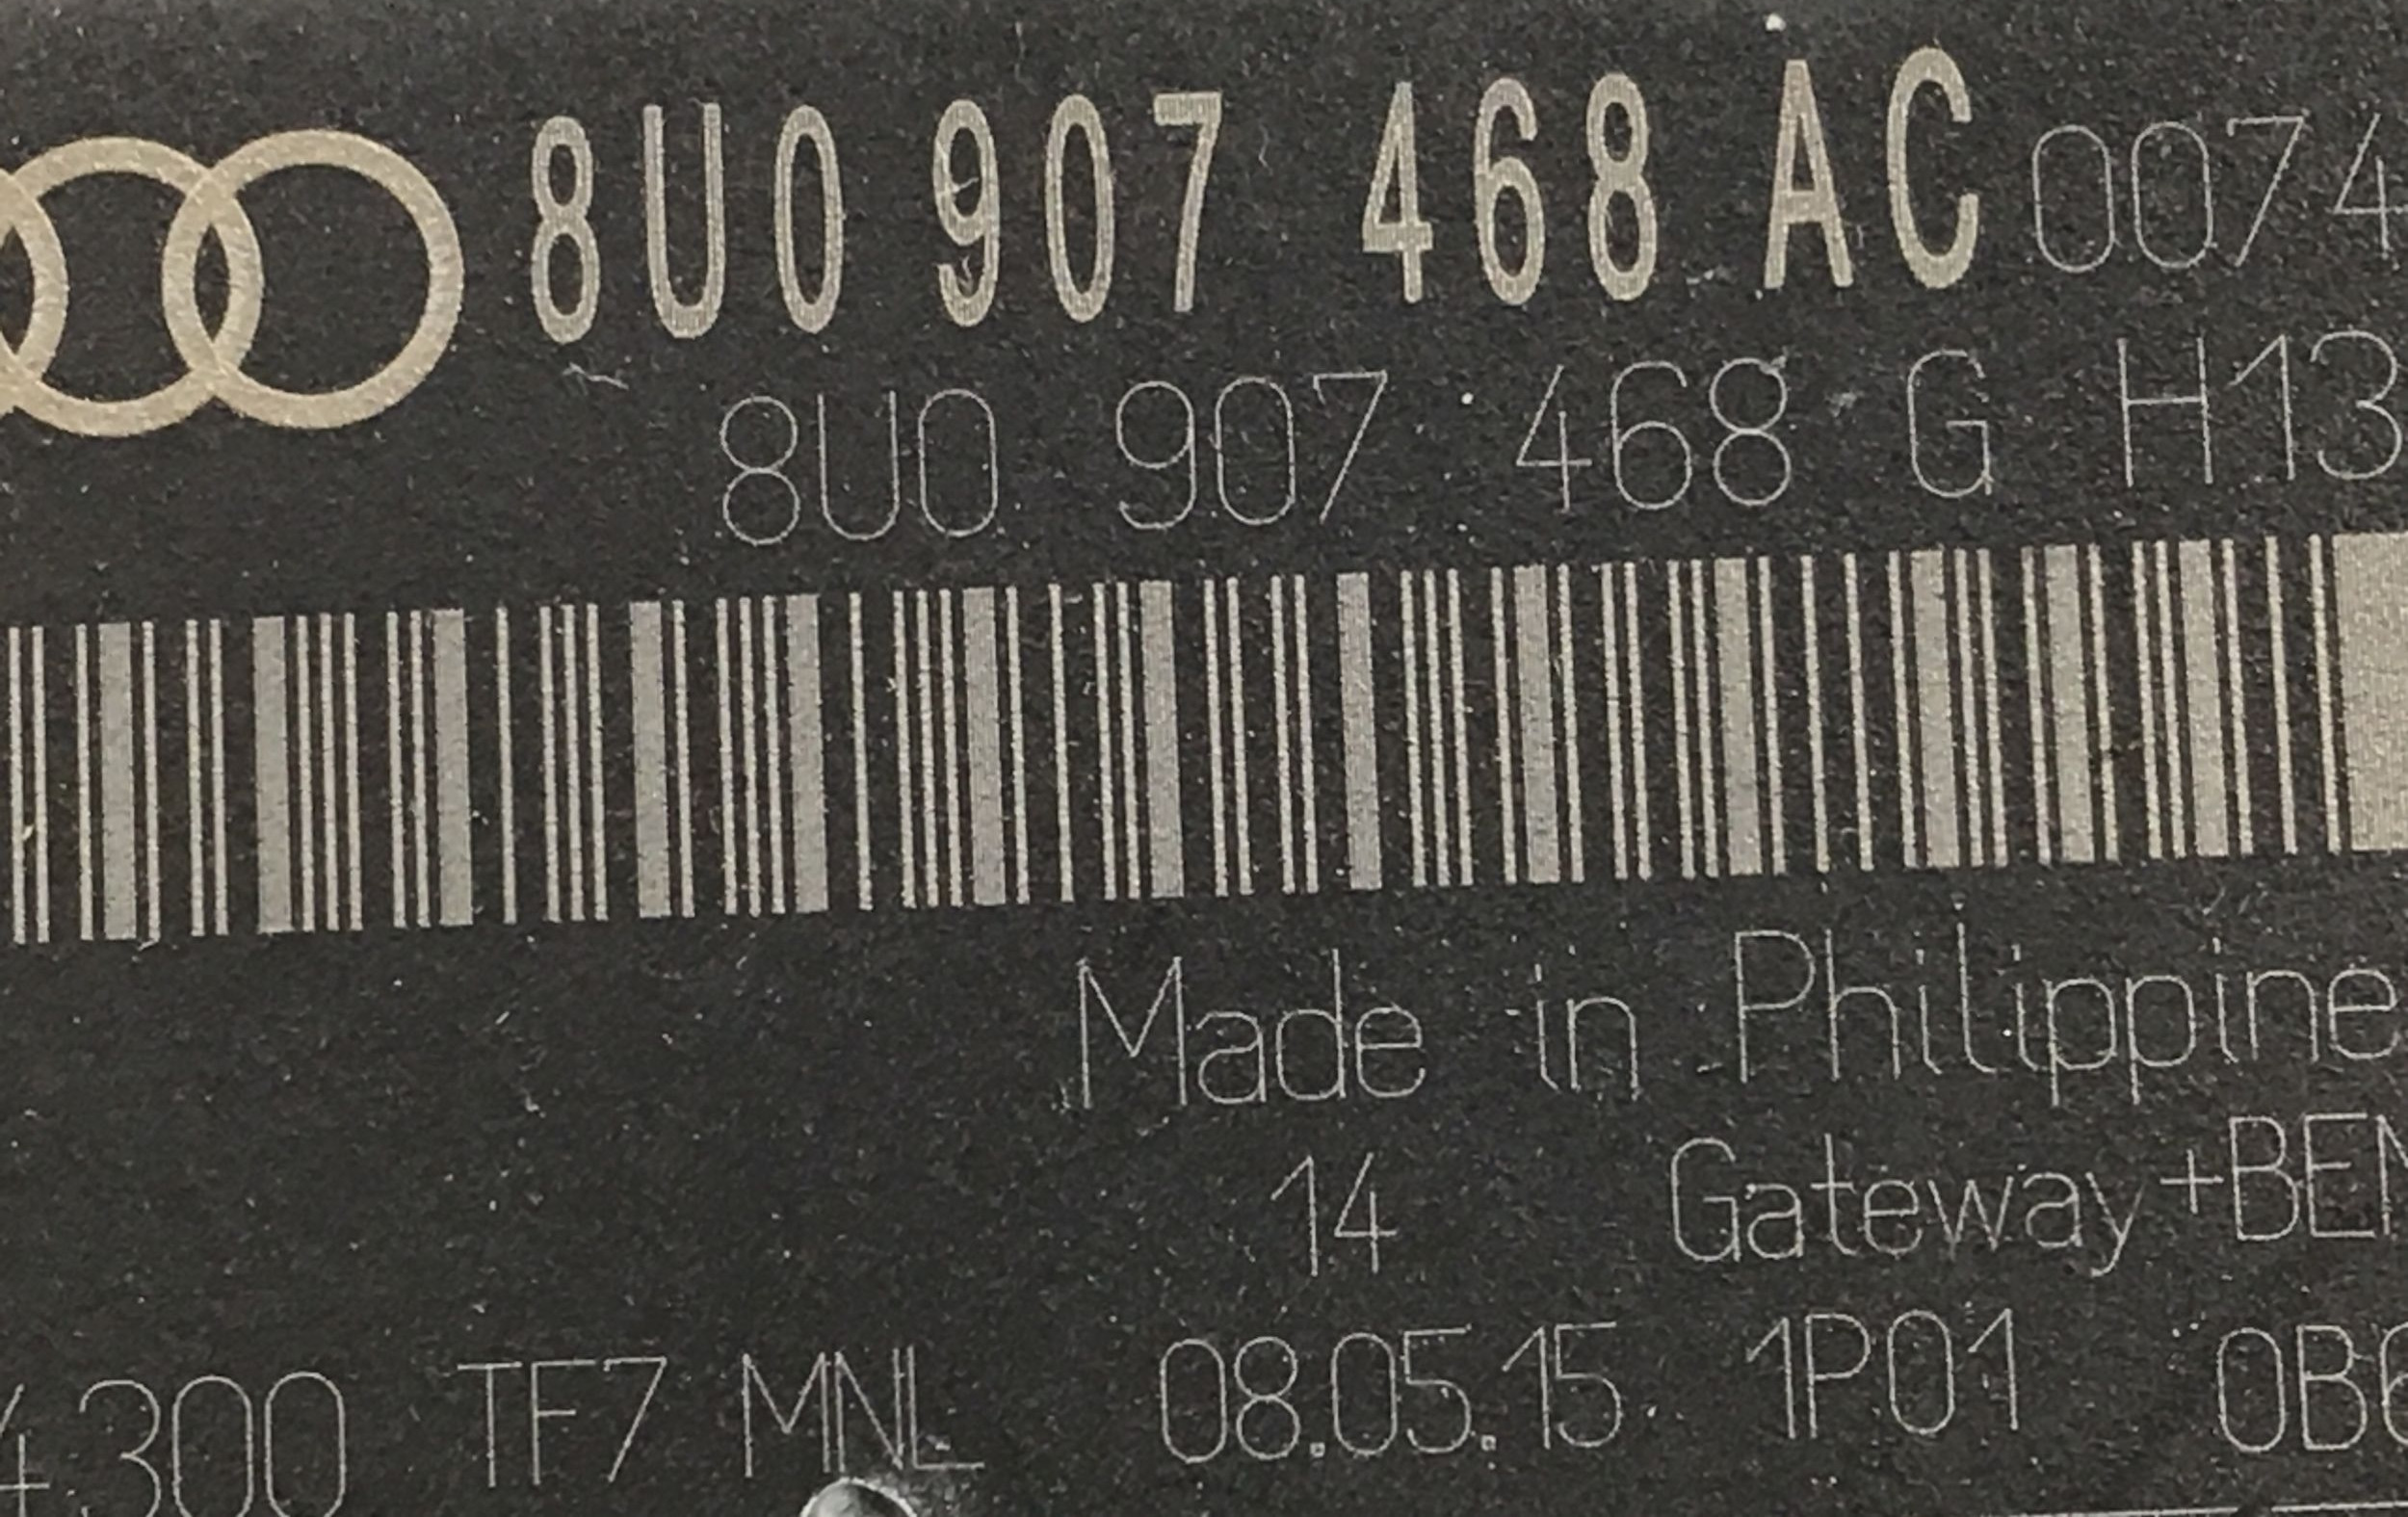 8U0 907 468 AC 0074
8U0 907 468 G H13
Made in Philippine
14 Gateway+BEM
4300 TF7 MNL 08.05.15 1P01 0B6